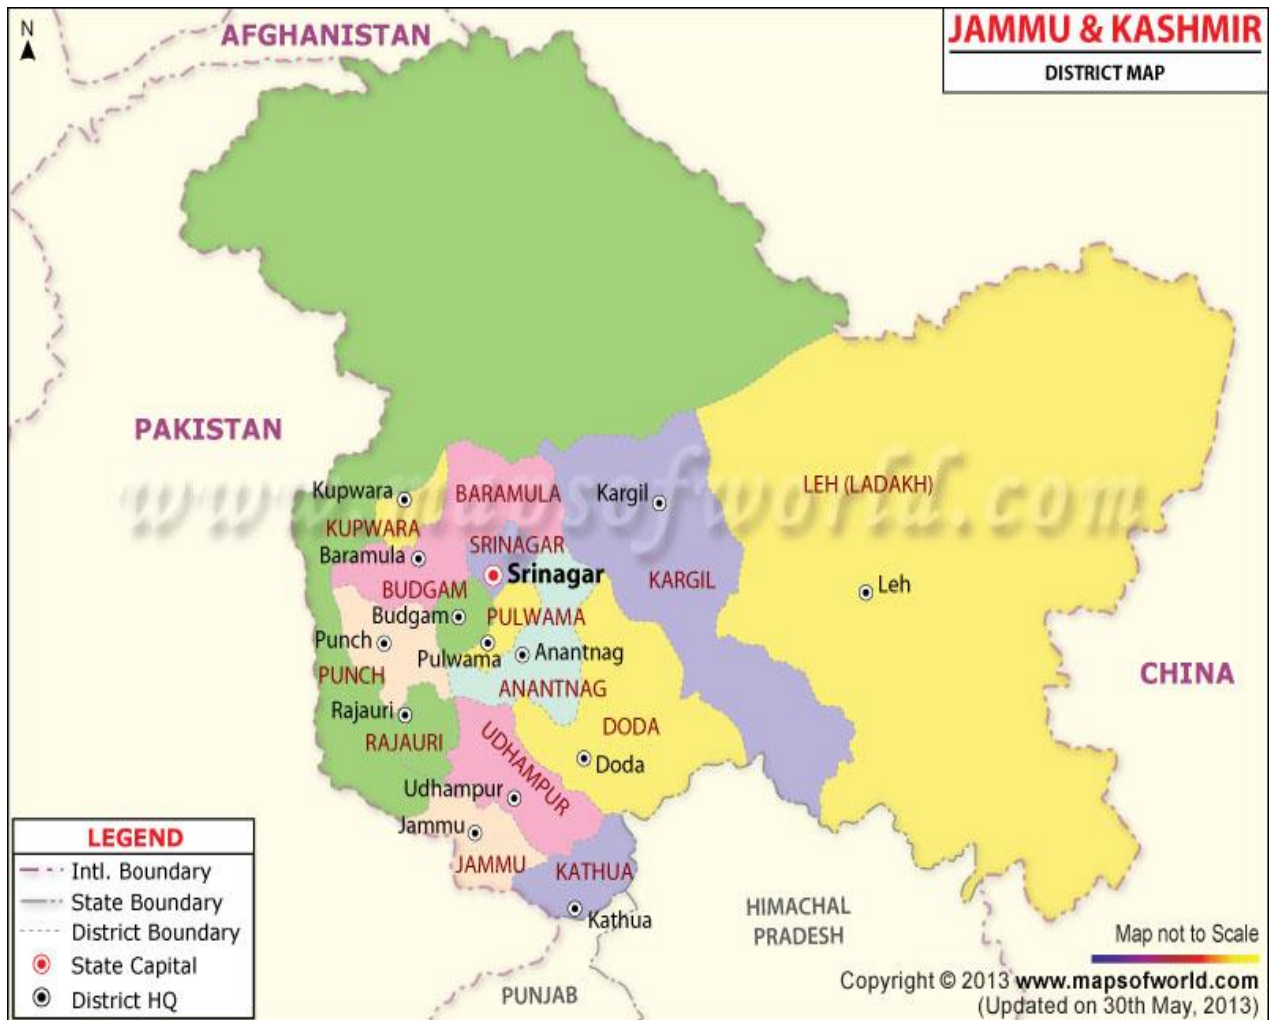 N
AFGHANISTAN
JAMMU & KASHMIR
DISTRICT MAP
PAKISTAN
www.mapsofworld.com
LEH (LADAKH)
Kupwara
BARAMULA
Kargil
KUPWARA
SRINAGAR
Baramula
Srinagar
KARGIL
Leh
BUDGAM
Budgam
PULWAMA
Punch
Pulwama
Anantnag
PUNCH
ANANTNAG
CHINA
Rajauri
RAJAURI
UDHAMPUR
DODA
Doda
Udhampur
Jammu
JAMMU
KATHUA
Kathua
HIMACHAL
PRADESH
PUNJAB
LEGEND
Intl. Boundary
State Boundary
District Boundary
State Capital
District HQ
Map not to Scale
Copyright © 2013 www.mapsofworld.com
(Updated on 30th May, 2013)